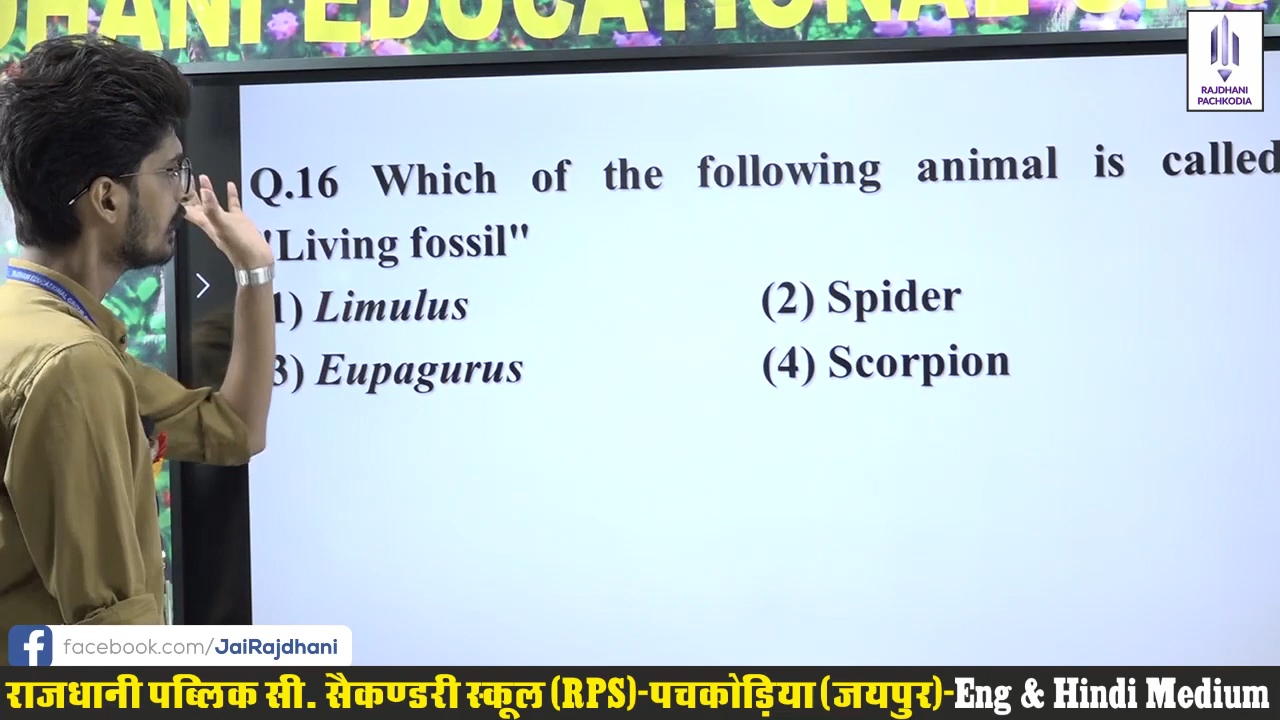 EDUCATIONAL
RAJDHANI
PACHKODIA
Q.16 Which of the following animal is called
"Living fossil"
1) Limulus (2) Spider
3) Eupagurus (4) Scorpion
facebook.com/JaiRajdhani
राजधानी पब्लिक सी. सैकण्डरी स्कूल (RPS)-पचकोड़िया (जयपुर)-Eng & Hindi Medium